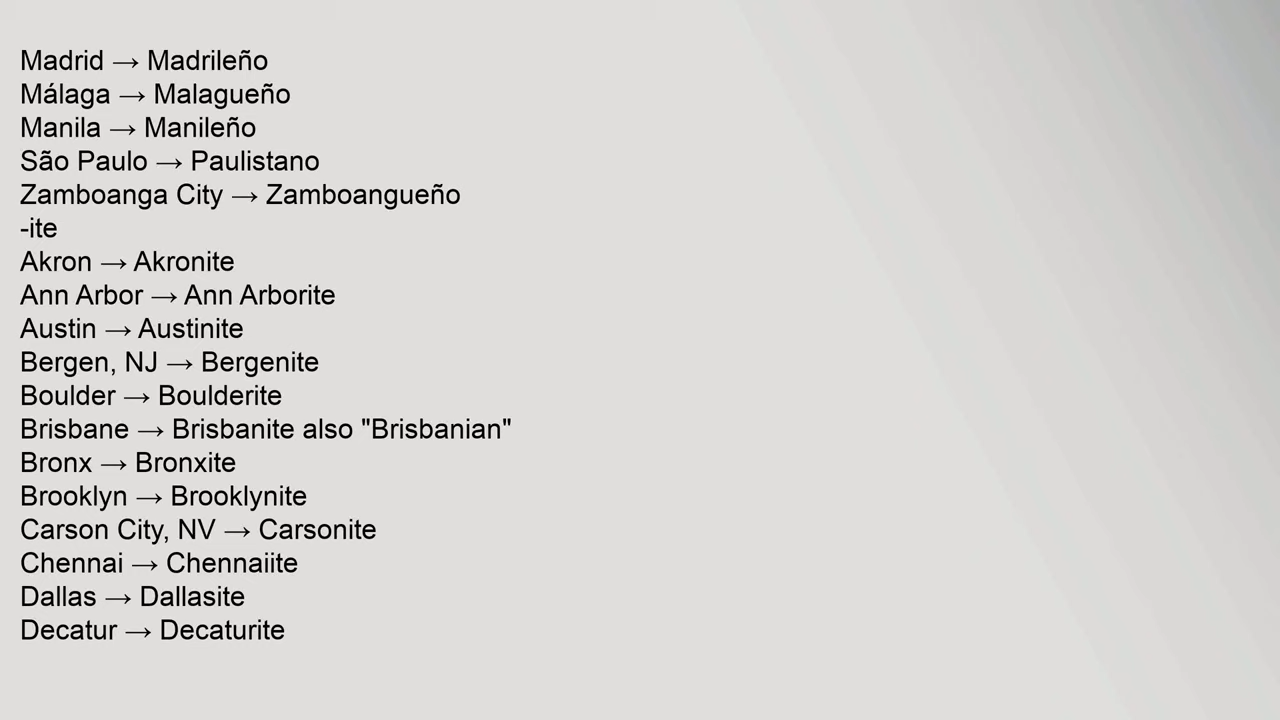 Madrid → Madrileño
Málaga → Malagueño
Manila → Manileño
São Paulo → Paulistano
Zamboanga City → Zamboangueño
-ite
Akron → Akronite
Ann Arbor → Ann Arborite
Austin → Austinite
Bergen, NJ → Bergenite
Boulder → Boulderite
Brisbane → Brisbanite also "Brisbanian"
Bronx → Bronxite
Brooklyn → Brooklynite
Carson City, NV → Carsonite
Chennai → Chennaiite
Dallas → Dallasite
Decatur → Decaturite